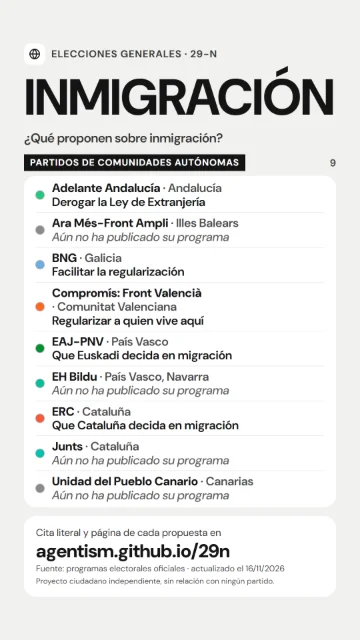 ELECCIONES GENERALES · 29-N
INMIGRACIÓN
¿Qué proponen sobre inmigración?
PARTIDOS DE COMUNIDADES AUTÓNOMAS 9
Adelante Andalucía · Andalucía
Derogar la Ley de Extranjería
Ara Més-Front Ampli · Illes Balears
Aún no ha publicado su programa
BNG · Galicia
Facilitar la regularización
Compromís: Front Valencià
· Comunitat Valenciana
Regularizar a quien vive aquí
EAJ-PNV · País Vasco
Que Euskadi decida en migración
EH Bildu · País Vasco, Navarra
Aún no ha publicado su programa
ERC · Cataluña
Que Cataluña decida en migración
Junts · Cataluña
Aún no ha publicado su programa
Unidad del Pueblo Canario · Canarias
Aún no ha publicado su programa
Cita literal y página de cada propuesta en
agentism.github.io/29n
Fuente: programas electorales oficiales · actualizado el 16/11/2026
Proyecto ciudadano independiente, sin relación con ningún partido.